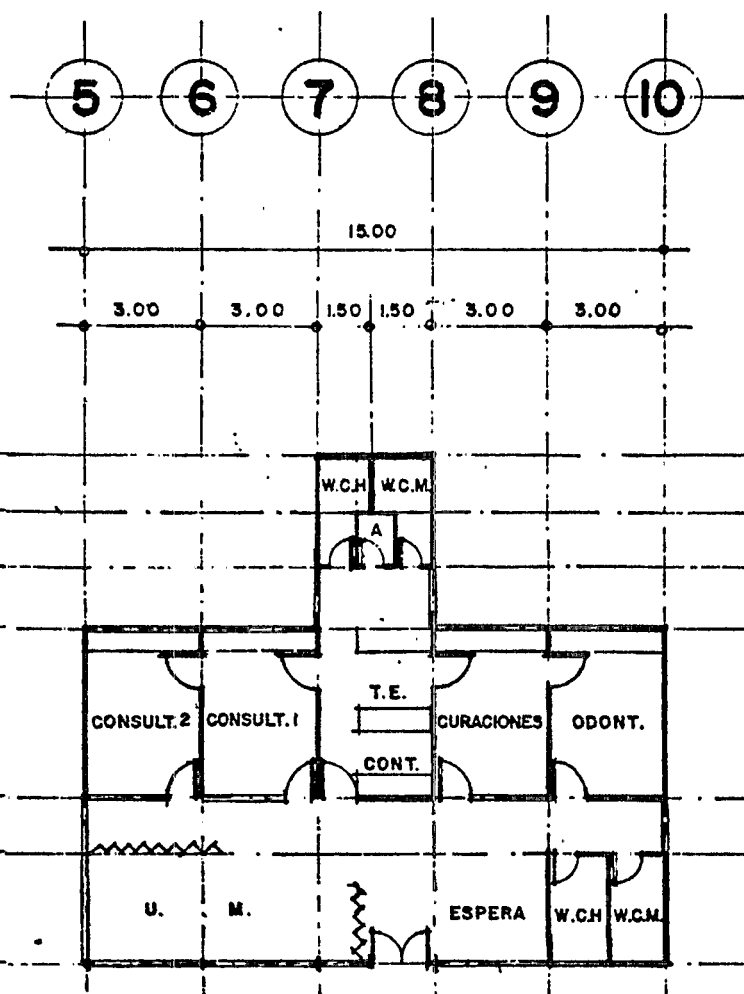 5 6 7 8 9 10
15.00
3.00 3.00 1.50 1.50 3.00 3.00
W.C.H W.C.M.
A
T.E.
CONSULT.2 CONSULT.1 CURACIONES ODONT.
CONT.
U. M. ESPERA W.C.H W.C.M.